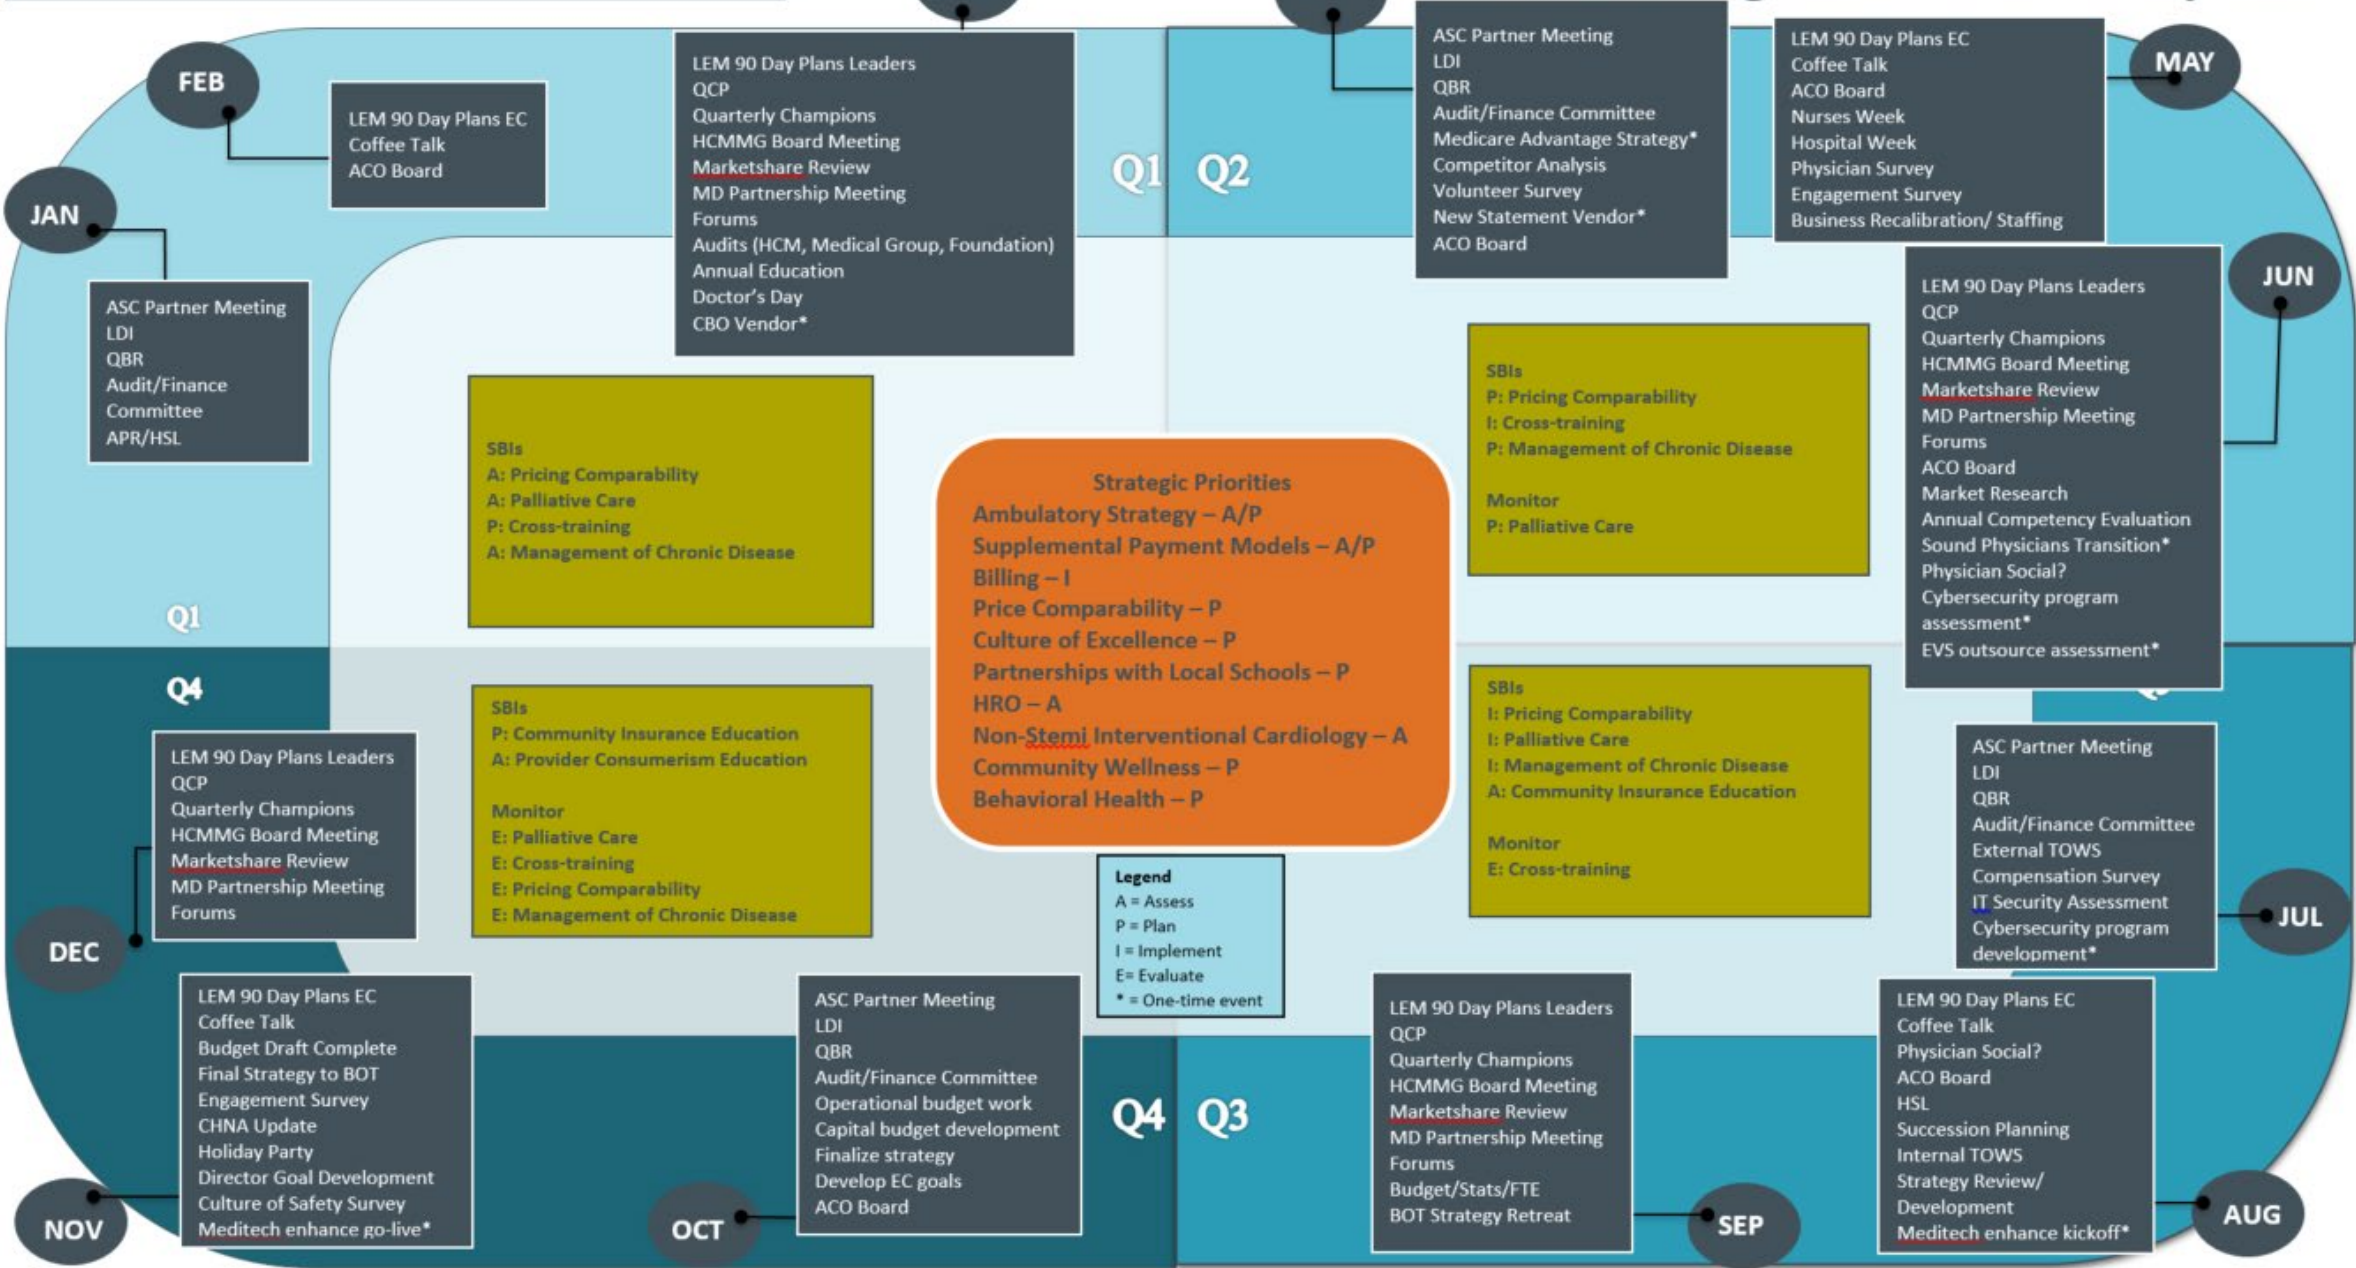 FEB
LEM 90 Day Plans EC
Coffee Talk
ACO Board
JAN
ASC Partner Meeting
LDI
QBR
Audit/Finance
Committee
APR/HSL
LEM 90 Day Plans Leaders
QCP
Quarterly Champions
HCMMG Board Meeting
Marketshare Review
MD Partnership Meeting
Forums
Audits (HCM, Medical Group, Foundation)
Annual Education
Doctor's Day
CBO Vendor*
Q1
Q2
ASC Partner Meeting
LDI
QBR
Audit/Finance Committee
Medicare Advantage Strategy*
Competitor Analysis
Volunteer Survey
New Statement Vendor*
ACO Board
LEM 90 Day Plans EC
Coffee Talk
ACO Board
Nurses Week
Hospital Week
Physician Survey
Engagement Survey
Business Recalibration/ Staffing
MAY
JUN
LEM 90 Day Plans Leaders
QCP
Quarterly Champions
HCMMG Board Meeting
Marketshare Review
MD Partnership Meeting
Forums
ACO Board
Market Research
Annual Competency Evaluation
Sound Physicians Transition*
Physician Social?
Cybersecurity program
assessment*
EVS outsource assessment*
SBIs
A: Pricing Comparability
A: Palliative Care
P: Cross-training
A: Management of Chronic Disease
SBIs
P: Pricing Comparability
I: Cross-training
P: Management of Chronic Disease
Monitor
P: Palliative Care
Strategic Priorities
Ambulatory Strategy – A/P
Supplemental Payment Models – A/P
Billing – I
Price Comparability – P
Culture of Excellence – P
Partnerships with Local Schools – P
HRO – A
Non-Stemi Interventional Cardiology – A
Community Wellness – P
Behavioral Health – P
Q1
Q4
SBIs
P: Community Insurance Education
A: Provider Consumerism Education
Monitor
E: Palliative Care
E: Cross-training
E: Pricing Comparability
E: Management of Chronic Disease
SBIs
I: Pricing Comparability
I: Palliative Care
I: Management of Chronic Disease
A: Community Insurance Education
Monitor
E: Cross-training
Legend
A = Assess
P = Plan
I = Implement
E= Evaluate
* = One-time event
LEM 90 Day Plans Leaders
QCP
Quarterly Champions
HCMMG Board Meeting
Marketshare Review
MD Partnership Meeting
Forums
DEC
ASC Partner Meeting
LDI
QBR
Audit/Finance Committee
External TOWS
Compensation Survey
IT Security Assessment
Cybersecurity program
development*
JUL
LEM 90 Day Plans EC
Coffee Talk
Budget Draft Complete
Final Strategy to BOT
Engagement Survey
CHNA Update
Holiday Party
Director Goal Development
Culture of Safety Survey
Meditech enhance go-live*
NOV
ASC Partner Meeting
LDI
QBR
Audit/Finance Committee
Operational budget work
Capital budget development
Finalize strategy
Develop EC goals
ACO Board
OCT
Q4
Q3
LEM 90 Day Plans Leaders
QCP
Quarterly Champions
HCMMG Board Meeting
Marketshare Review
MD Partnership Meeting
Forums
Budget/Stats/FTE
BOT Strategy Retreat
SEP
LEM 90 Day Plans EC
Coffee Talk
Physician Social?
ACO Board
HSL
Succession Planning
Internal TOWS
Strategy Review/
Development
Meditech enhance kickoff*
AUG